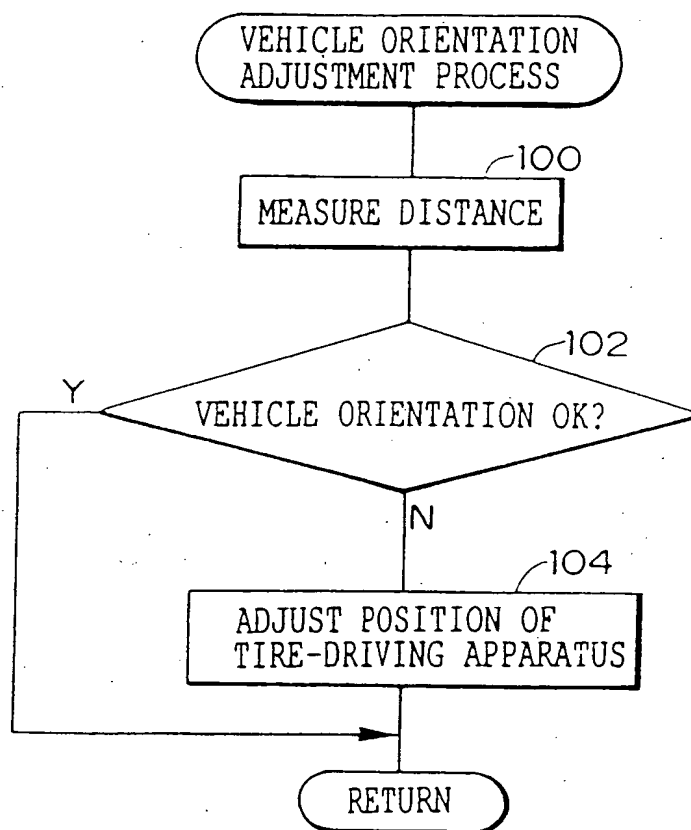 VEHICLE ORIENTATION
ADJUSTMENT PROCESS
100
MEASURE DISTANCE
102
Y
VEHICLE ORIENTATION OK?
N
104
ADJUST POSITION OF
TIRE-DRIVING APPARATUS
RETURN